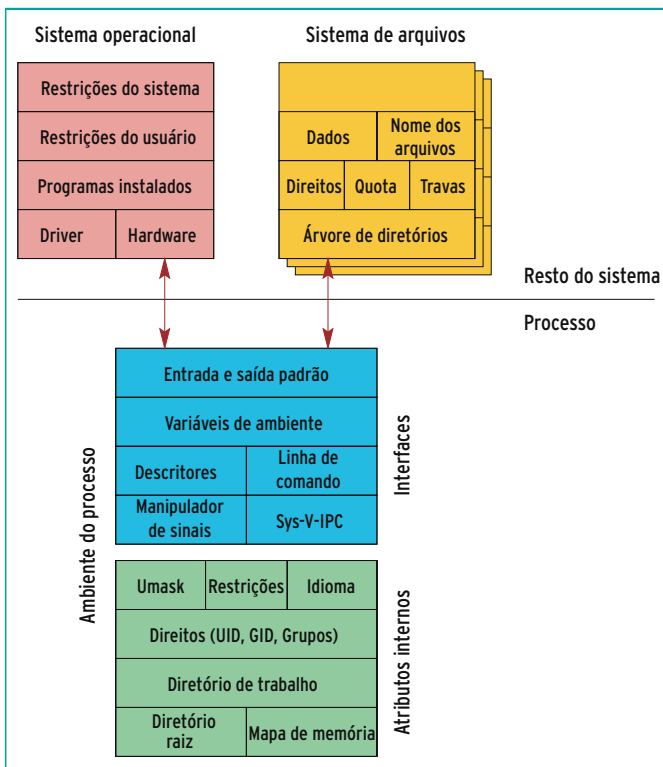 Sistema operacional
Restrições do sistema
Restrições do usuário
Programas instalados
Driver
Hardware
Sistema de arquivos
Dados
Nome dos
arquivos
Direitos
Quota
Travas
Árvore de diretórios
Resto do sistema
Processo
Ambiente do processo
Entrada e saída padrão
Variáveis de ambiente
Descritores
Linha de
comando
Manipulador
de sinais
Sys-V-IPC
Interfaces
Umask
Restrições
Idioma
Direitos (UID, GID, Grupos)
Diretório de trabalho
Diretório
raiz
Mapa de memória
Atributos internos